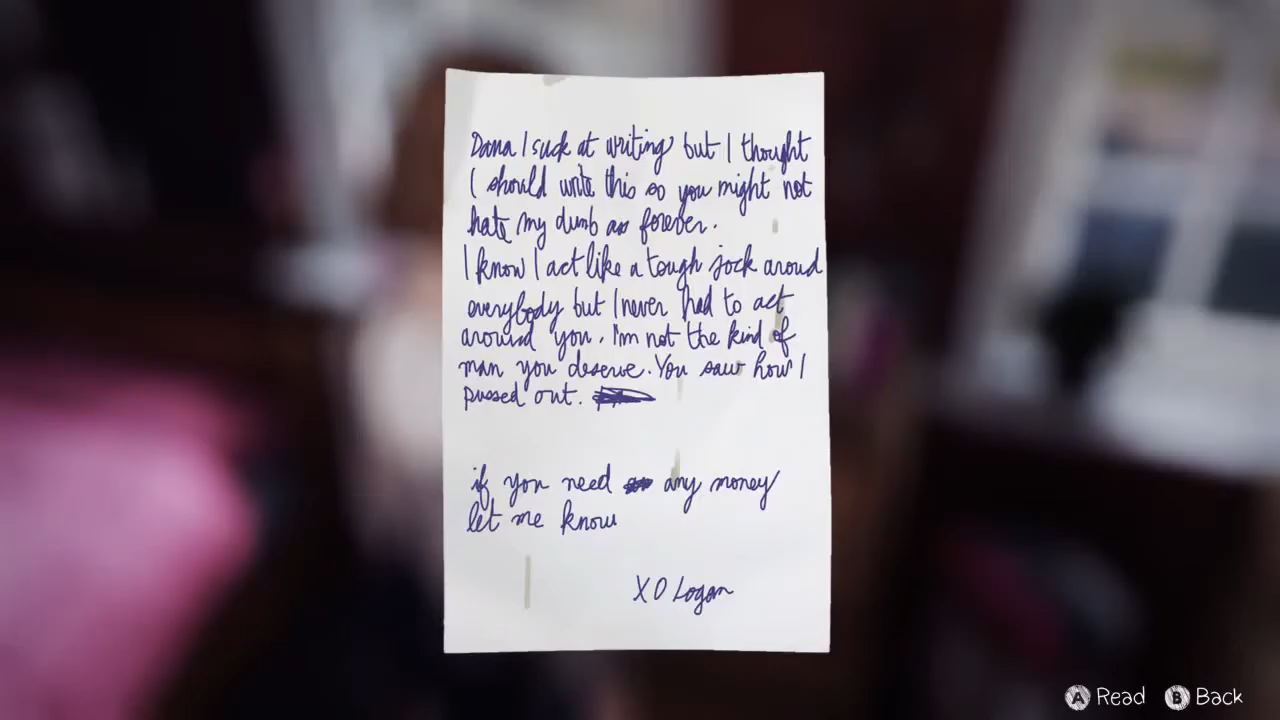 Dana I suck at writing but I thought
I should write this so you might not
hate my dumb ass forever.
I know I act like a tough jock aroud
everybody but I never had to act
around you. I'm not the kind of
man you deserve. You saw how I
pussed out.
if you need any money
let me know
XO Logan
A Read B Back